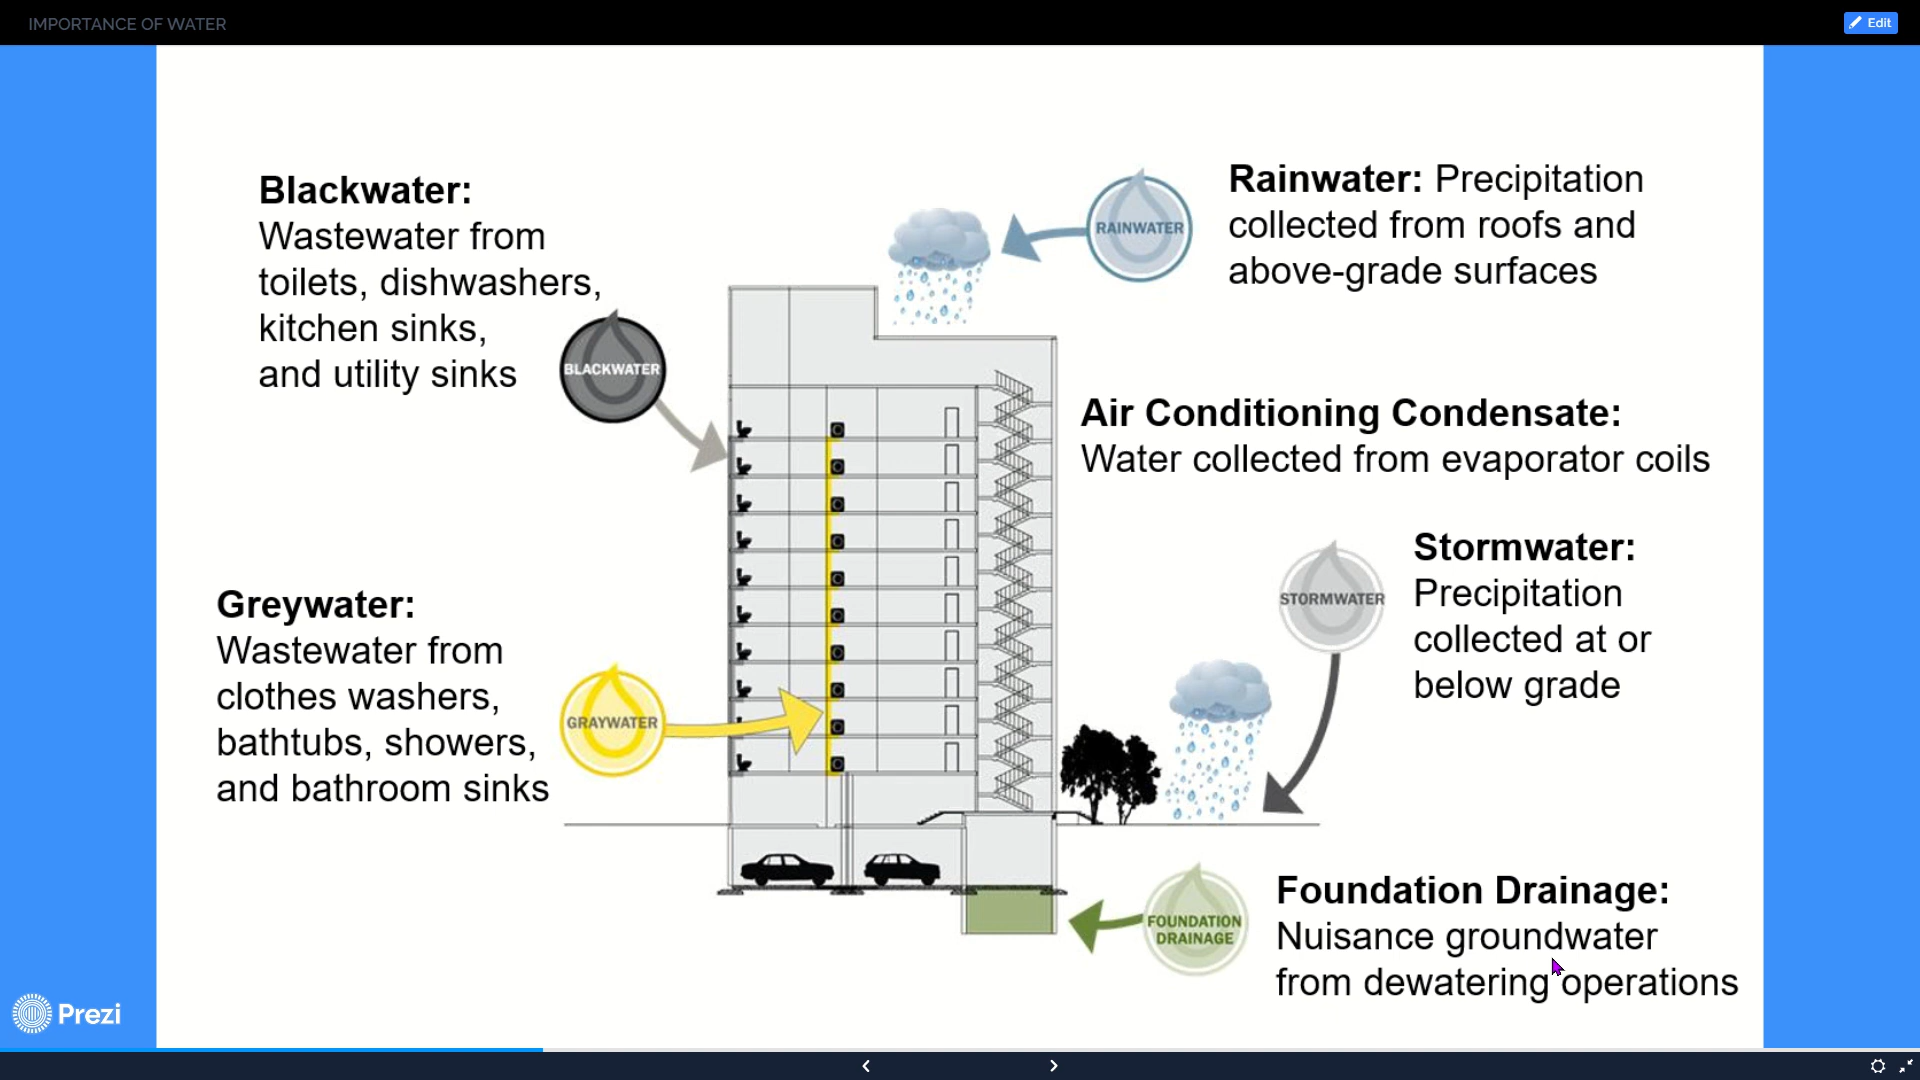 IMPORTANCE OF WATER
Edit
Blackwater:
Wastewater from
toilets, dishwashers,
kitchen sinks,
and utility sinks
BLACKWATER
RAINWATER
Rainwater: Precipitation
collected from roofs and
above-grade surfaces
Air Conditioning Condensate:
Water collected from evaporator coils
Greywater:
Wastewater from
clothes washers,
bathtubs, showers,
and bathroom sinks
GRAYWATER
STORMWATER
Stormwater:
Precipitation
collected at or
below grade
FOUNDATION
DRAINAGE
Foundation Drainage:
Nuisance groundwater
from dewatering operations
Prezi